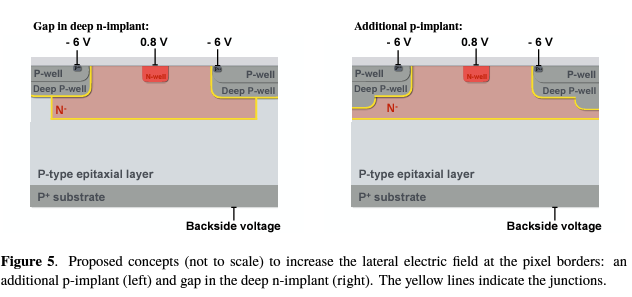 Gap in deep n-implant:
Additional p-implant:
- 6 V 0.8 V - 6 V
- 6 V 0.8 V - 6 V
P-well N-well P-well
Deep P-well Deep P-well
N-
P-type epitaxial layer
P+ substrate
Backside voltage
P-well N-well P-well
Deep P-well Deep P-well
N-
P-type epitaxial layer
P+ substrate
Backside voltage
Figure 5. Proposed concepts (not to scale) to increase the lateral electric field at the pixel borders: an
additional p-implant (left) and gap in the deep n-implant (right). The yellow lines indicate the junctions.